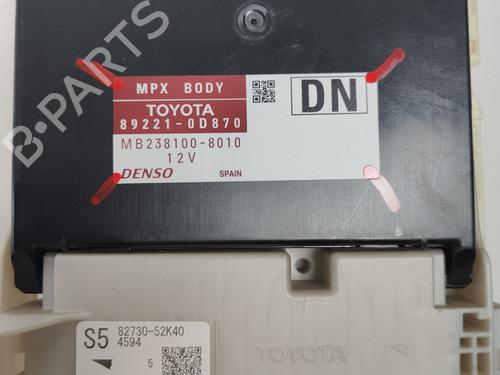 B-PARTS
MPX BODY
TOYOTA
89221-0D870
DN
MB238100-8010
12V
DENSO
SPAIN
S5
82730-52K40
4594
5
TOYOTA